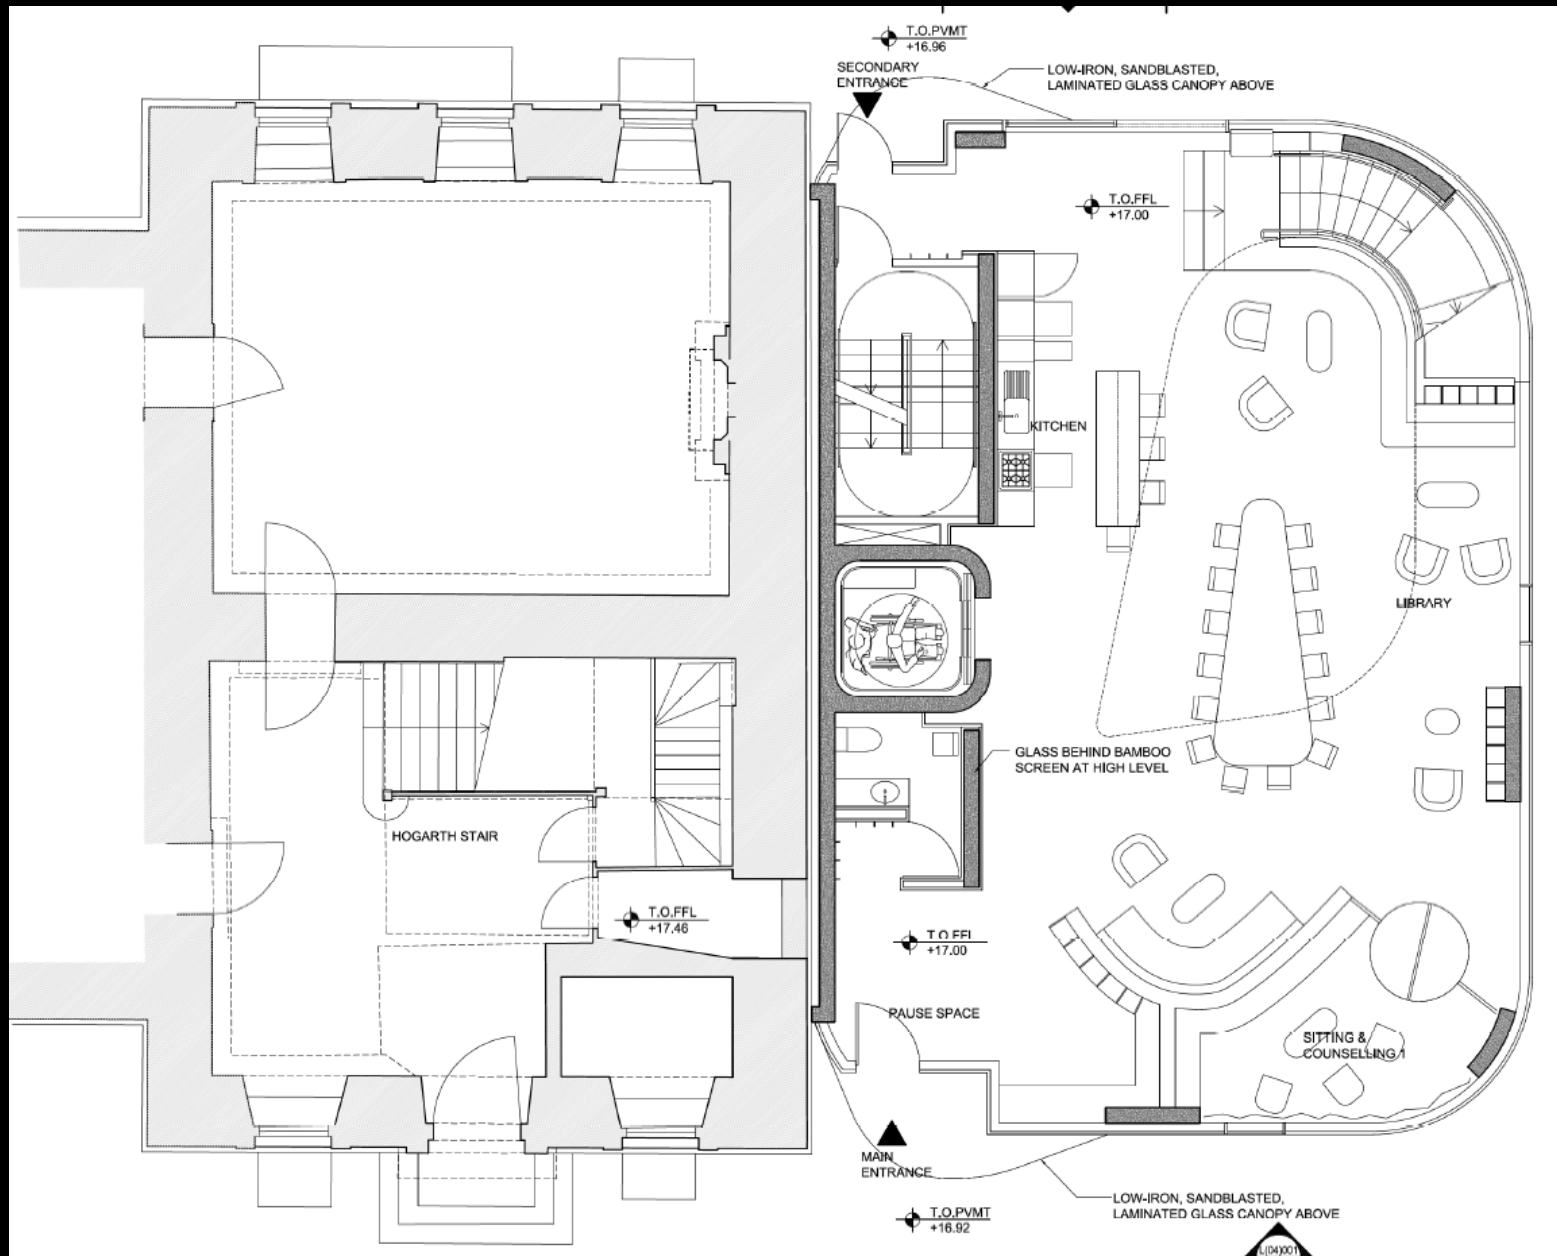 T.O.PVMT
+16.96
SECONDARY
ENTRANCE
LOW-IRON, SANDBLASTED,
LAMINATED GLASS CANOPY ABOVE
T.O.FFL
+17.00
KITCHEN
LIBRARY
GLASS BEHIND BAMBOO
SCREEN AT HIGH LEVEL
HOGARTH STAIR
T.O.FFL
+17.46
T.O.FFL
+17.00
PAUSE SPACE
SITTING &
COUNSELLING 1
MAIN
ENTRANCE
LOW-IRON, SANDBLASTED,
LAMINATED GLASS CANOPY ABOVE
T.O.PVMT
+16.92
L(04)001